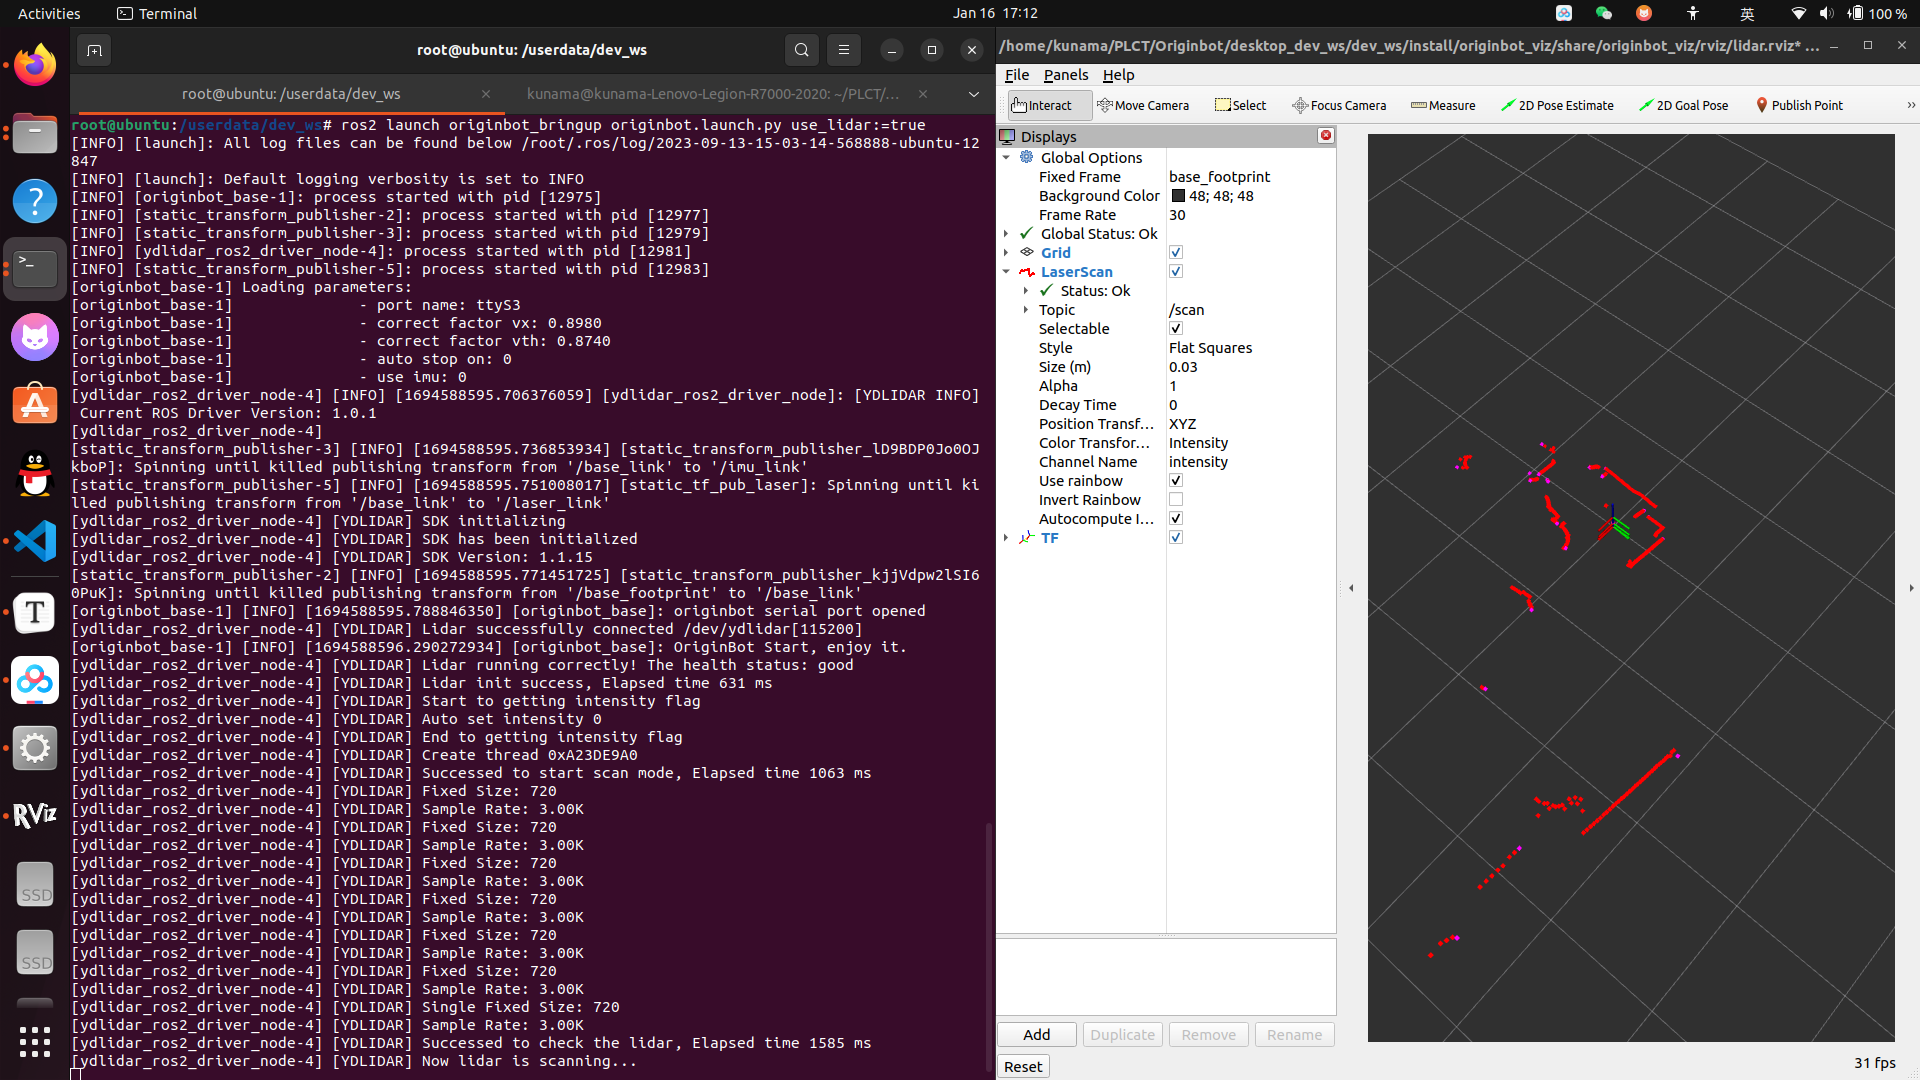 Activities
Terminal
Jan 16 17:12
英
100 %
root@ubuntu: /userdata/dev_ws
root@ubuntu: /userdata/dev_ws
kunama@kunama-Lenovo-Legion-R7000-2020: ~/PLCT/...
root@ubuntu:/userdata/dev_ws# ros2 launch originbot_bringup originbot.launch.py use_lidar:=true
[INFO] [launch]: All log files can be found below /root/.ros/log/2023-09-13-15-03-14-568888-ubuntu-12
847
[INFO] [launch]: Default logging verbosity is set to INFO
[INFO] [originbot_base-1]: process started with pid [12975]
[INFO] [static_transform_publisher-2]: process started with pid [12977]
[INFO] [static_transform_publisher-3]: process started with pid [12979]
[INFO] [ydlidar_ros2_driver_node-4]: process started with pid [12981]
[INFO] [static_transform_publisher-5]: process started with pid [12983]
[originbot_base-1] Loading parameters:
[originbot_base-1] - port name: ttyS3
[originbot_base-1] - correct factor vx: 0.8980
[originbot_base-1] - correct factor vth: 0.8740
[originbot_base-1] - auto stop on: 0
[originbot_base-1] - use imu: 0
[ydlidar_ros2_driver_node-4] [INFO] [1694588595.706376059] [ydlidar_ros2_driver_node]: [YDLIDAR INFO]
Current ROS Driver Version: 1.0.1
[ydlidar_ros2_driver_node-4]
[static_transform_publisher-3] [INFO] [1694588595.736853934] [static_transform_publisher_lD9BDP0Jo0OJ
kboP]: Spinning until killed publishing transform from '/base_link' to '/imu_link'
[static_transform_publisher-5] [INFO] [1694588595.751008017] [static_tf_pub_laser]: Spinning until ki
lled publishing transform from '/base_link' to '/laser_link'
[ydlidar_ros2_driver_node-4] [YDLIDAR] SDK initializing
[ydlidar_ros2_driver_node-4] [YDLIDAR] SDK has been initialized
[ydlidar_ros2_driver_node-4] [YDLIDAR] SDK Version: 1.1.15
[static_transform_publisher-2] [INFO] [1694588595.771451725] [static_transform_publisher_kjjVdpw2lSI6
0PuK]: Spinning until killed publishing transform from '/base_footprint' to '/base_link'
[originbot_base-1] [INFO] [1694588595.788846350] [originbot_base]: originbot serial port opened
[ydlidar_ros2_driver_node-4] [YDLIDAR] Lidar successfully connected /dev/ydlidar[115200]
[originbot_base-1] [INFO] [1694588596.290272934] [originbot_base]: OriginBot Start, enjoy it.
[ydlidar_ros2_driver_node-4] [YDLIDAR] Lidar running correctly! The health status: good
[ydlidar_ros2_driver_node-4] [YDLIDAR] Lidar init success, Elapsed time 631 ms
[ydlidar_ros2_driver_node-4] [YDLIDAR] Start to getting intensity flag
[ydlidar_ros2_driver_node-4] [YDLIDAR] Auto set intensity 0
[ydlidar_ros2_driver_node-4] [YDLIDAR] End to getting intensity flag
[ydlidar_ros2_driver_node-4] [YDLIDAR] Create thread 0xA23DE9A0
[ydlidar_ros2_driver_node-4] [YDLIDAR] Successed to start scan mode, Elapsed time 1063 ms
[ydlidar_ros2_driver_node-4] [YDLIDAR] Fixed Size: 720
[ydlidar_ros2_driver_node-4] [YDLIDAR] Sample Rate: 3.00K
[ydlidar_ros2_driver_node-4] [YDLIDAR] Fixed Size: 720
[ydlidar_ros2_driver_node-4] [YDLIDAR] Sample Rate: 3.00K
[ydlidar_ros2_driver_node-4] [YDLIDAR] Fixed Size: 720
[ydlidar_ros2_driver_node-4] [YDLIDAR] Sample Rate: 3.00K
[ydlidar_ros2_driver_node-4] [YDLIDAR] Fixed Size: 720
[ydlidar_ros2_driver_node-4] [YDLIDAR] Sample Rate: 3.00K
[ydlidar_ros2_driver_node-4] [YDLIDAR] Fixed Size: 720
[ydlidar_ros2_driver_node-4] [YDLIDAR] Sample Rate: 3.00K
[ydlidar_ros2_driver_node-4] [YDLIDAR] Fixed Size: 720
[ydlidar_ros2_driver_node-4] [YDLIDAR] Sample Rate: 3.00K
[ydlidar_ros2_driver_node-4] [YDLIDAR] Single Fixed Size: 720
[ydlidar_ros2_driver_node-4] [YDLIDAR] Sample Rate: 3.00K
[ydlidar_ros2_driver_node-4] [YDLIDAR] Successed to check the lidar, Elapsed time 1585 ms
[ydlidar_ros2_driver_node-4] [YDLIDAR] Now lidar is scanning...
T
RViz
SSD
SSD
/home/kunama/PLCT/Originbot/desktop_dev_ws/dev_ws/install/originbot_viz/share/originbot_viz/rviz/lidar.rviz* ...
File Panels Help
Interact
Move Camera
Select
Focus Camera
Measure
2D Pose Estimate
2D Goal Pose
Publish Point
Displays
Global Options
Fixed Frame base_footprint
Background Color 48; 48; 48
Frame Rate 30
Global Status: Ok
Grid
LaserScan
Status: Ok
Topic /scan
Selectable
Style Flat Squares
Size (m) 0.03
Alpha 1
Decay Time 0
Position Transf... XYZ
Color Transfor... Intensity
Channel Name intensity
Use rainbow
Invert Rainbow
Autocompute I...
TF
Add
Duplicate
Remove
Rename
Reset
31 fps